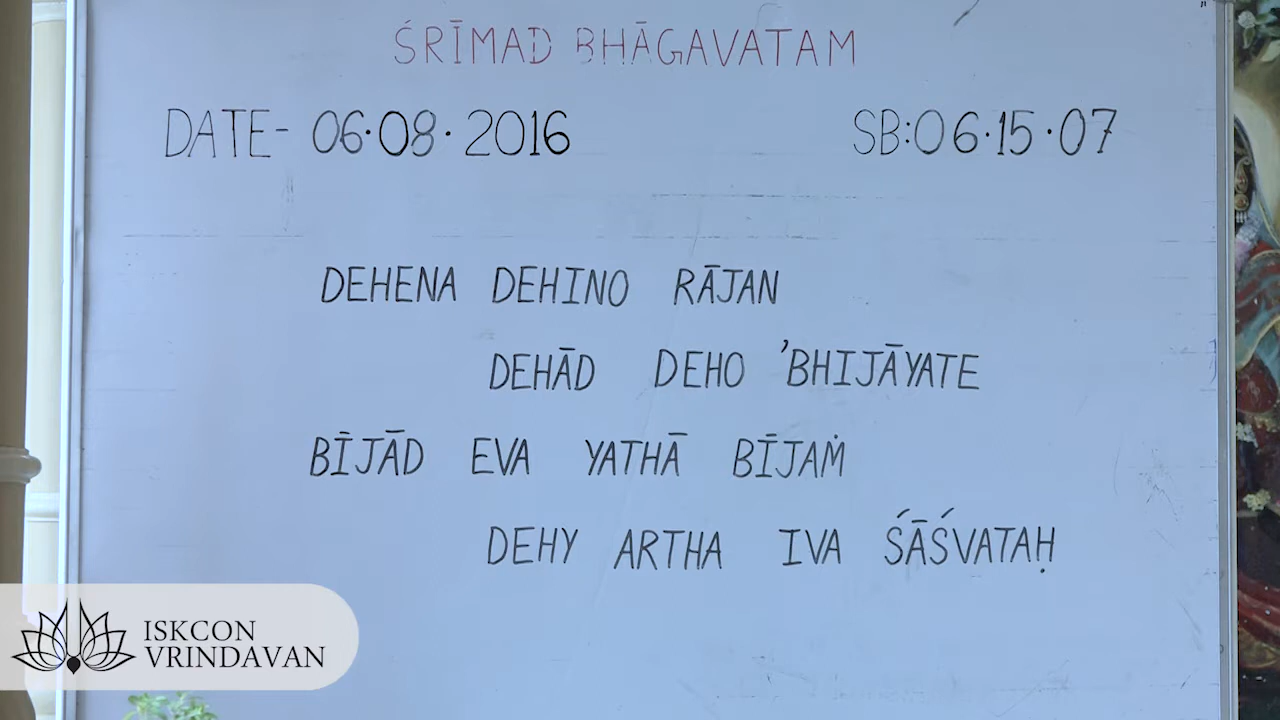 ŚRĪMAD BHĀGAVATAM
DATE- 06·08·2016 SB:06·15·07
DEHENA DEHINO RĀJAN
DEHĀD DEHO 'BHIJĀYATE
BĪJĀD EVA YATHĀ BĪJAṀ
DEHY ARTHA IVA ŚĀŚVATAḤ
ISKCON
VRINDAVAN